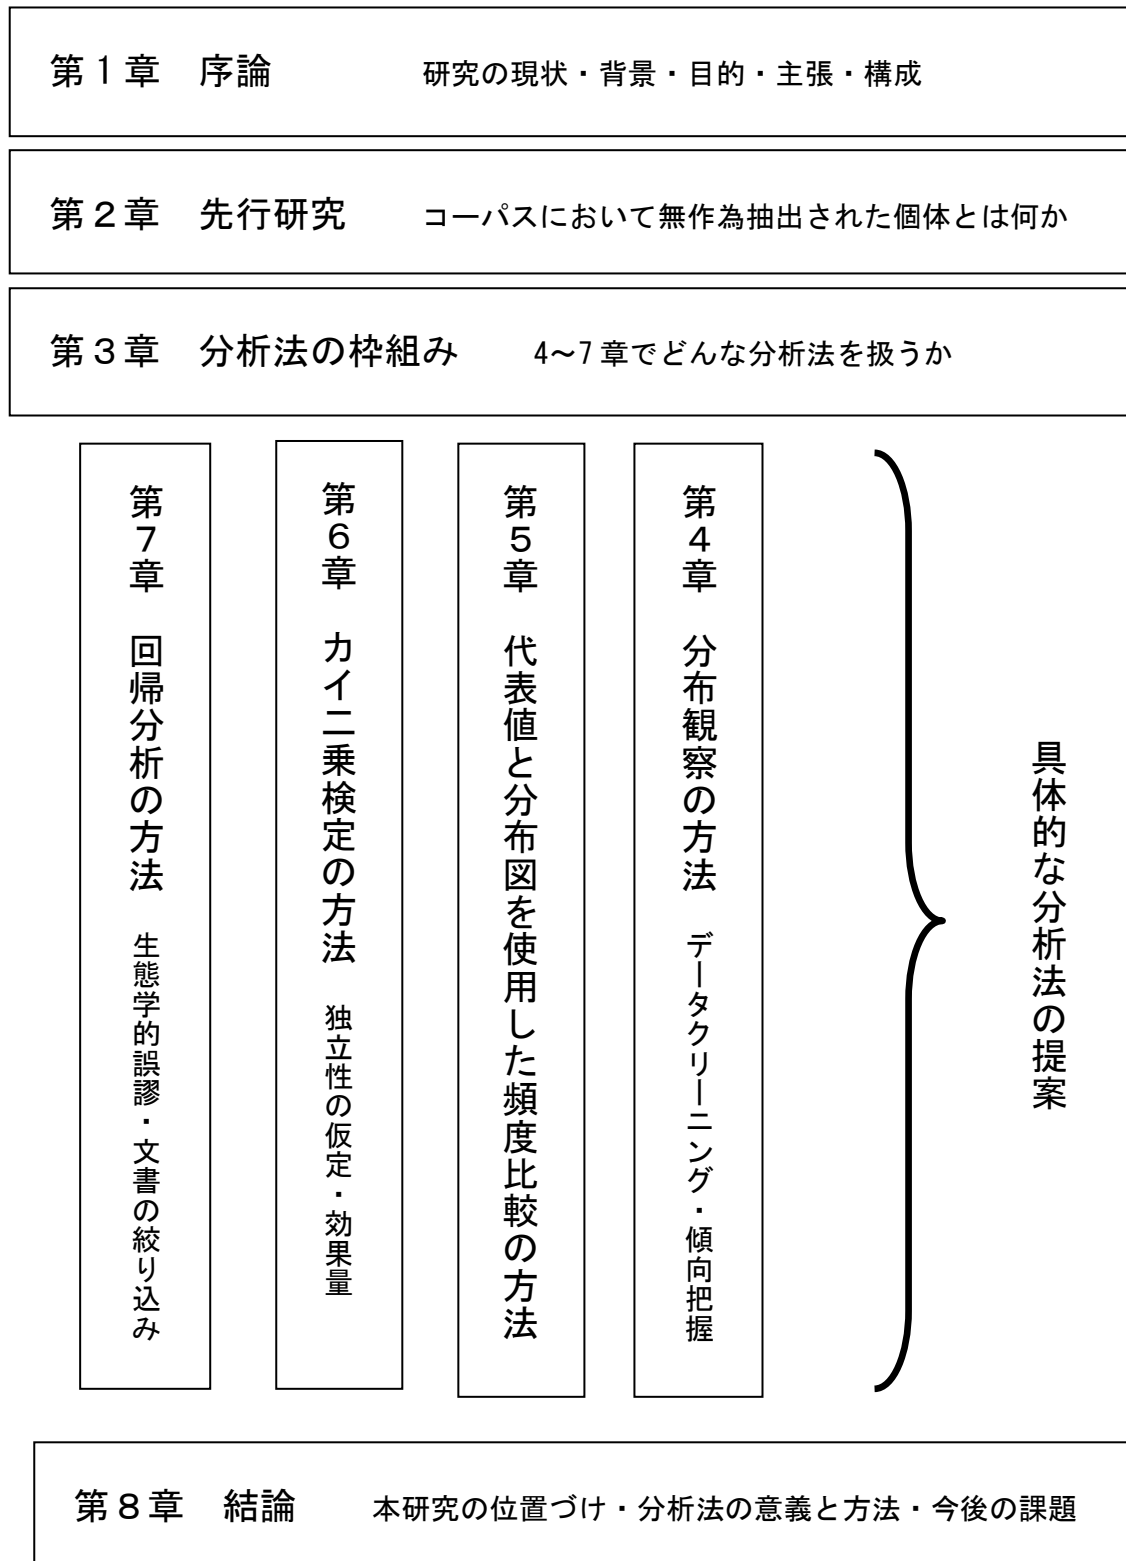 第1章　序論　研究の現状・背景・目的・主張・構成
第2章　先行研究　コーパスにおいて無作為抽出された個体とは何か
第3章　分析法の枠組み　4～7章でどんな分析法を扱うか
具体的な分析法の提案
第4章　分布観察の方法　データクリーニング・傾向把握
第5章　代表値と分布図を使用した頻度比較の方法
第6章　カイ二乗検定の方法　独立性の仮定・効果量
第7章　回帰分析の方法　生態学的誤謬・文書の絞り込み
第8章　結論　本研究の位置づけ・分析法の意義と方法・今後の課題